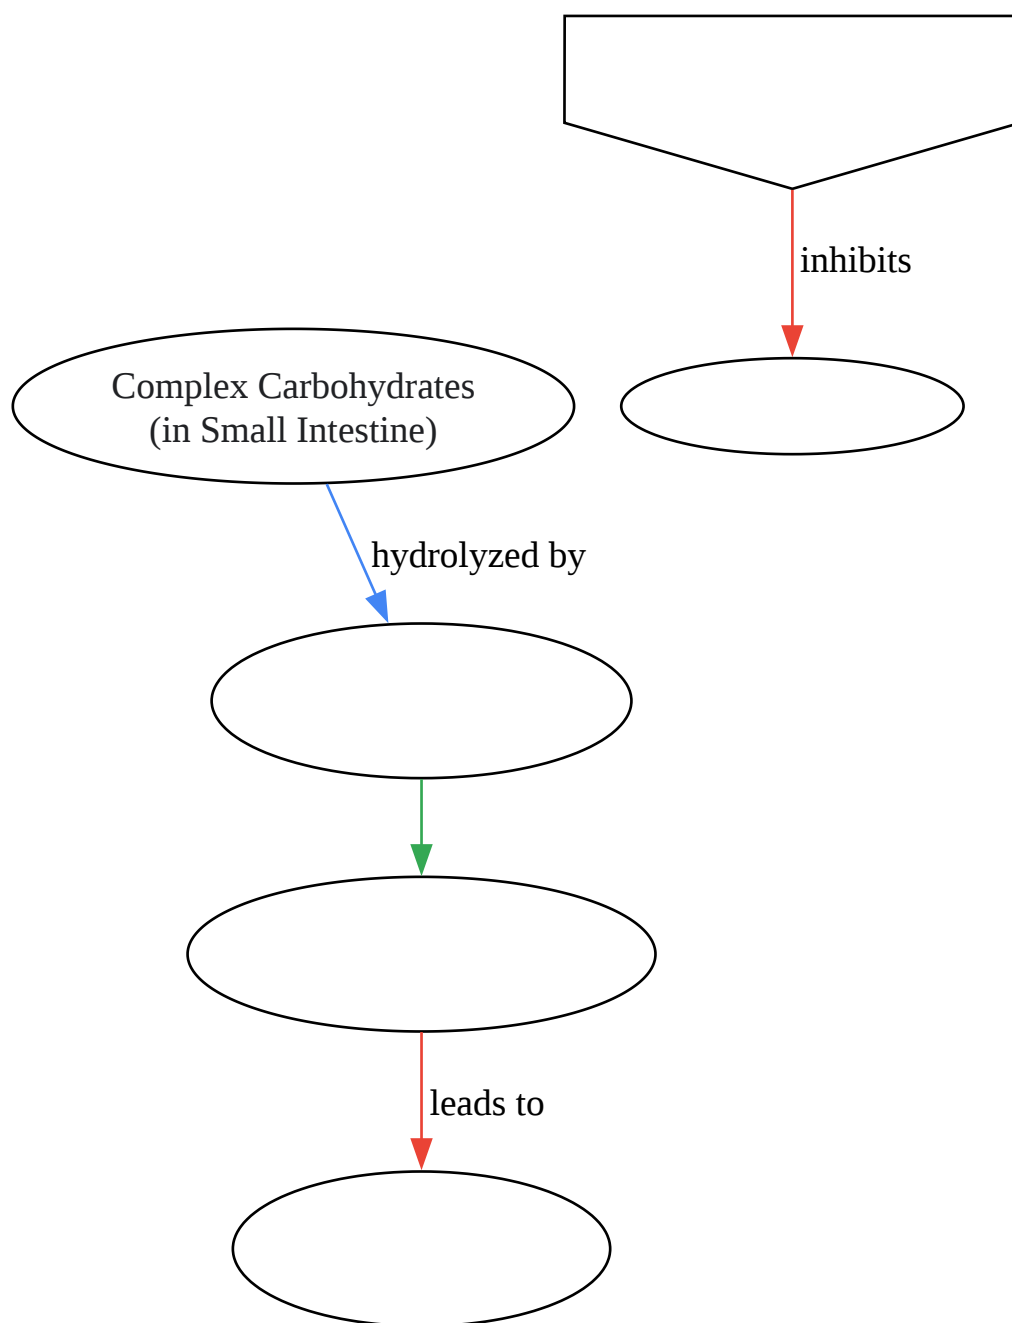 inhibits
Complex Carbohydrates
(in Small Intestine)
hydrolyzed by
leads to